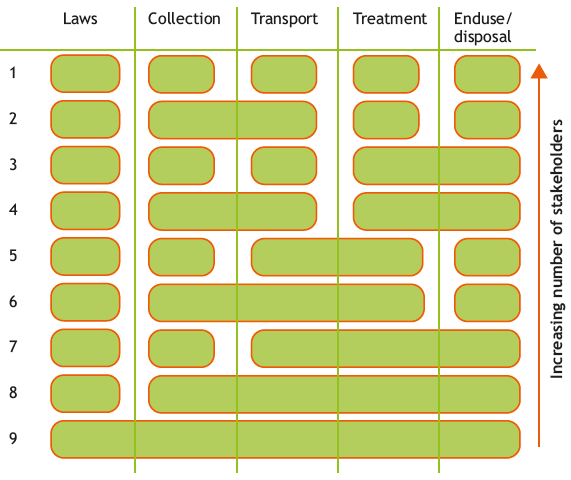 Laws
Collection
Transport
Treatment
Enduse/
disposal
1
2
3
4
5
6
7
8
9
Increasing number of stakeholders